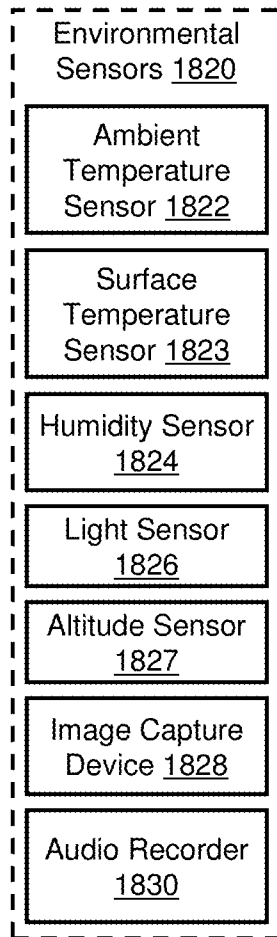 Environmental
Sensors 1820
Ambient
Temperature
Sensor 1822
Surface
Temperature
Sensor 1823
Humidity Sensor
1824
Light Sensor
1826
Altitude Sensor
1827
Image Capture
Device 1828
Audio Recorder
1830